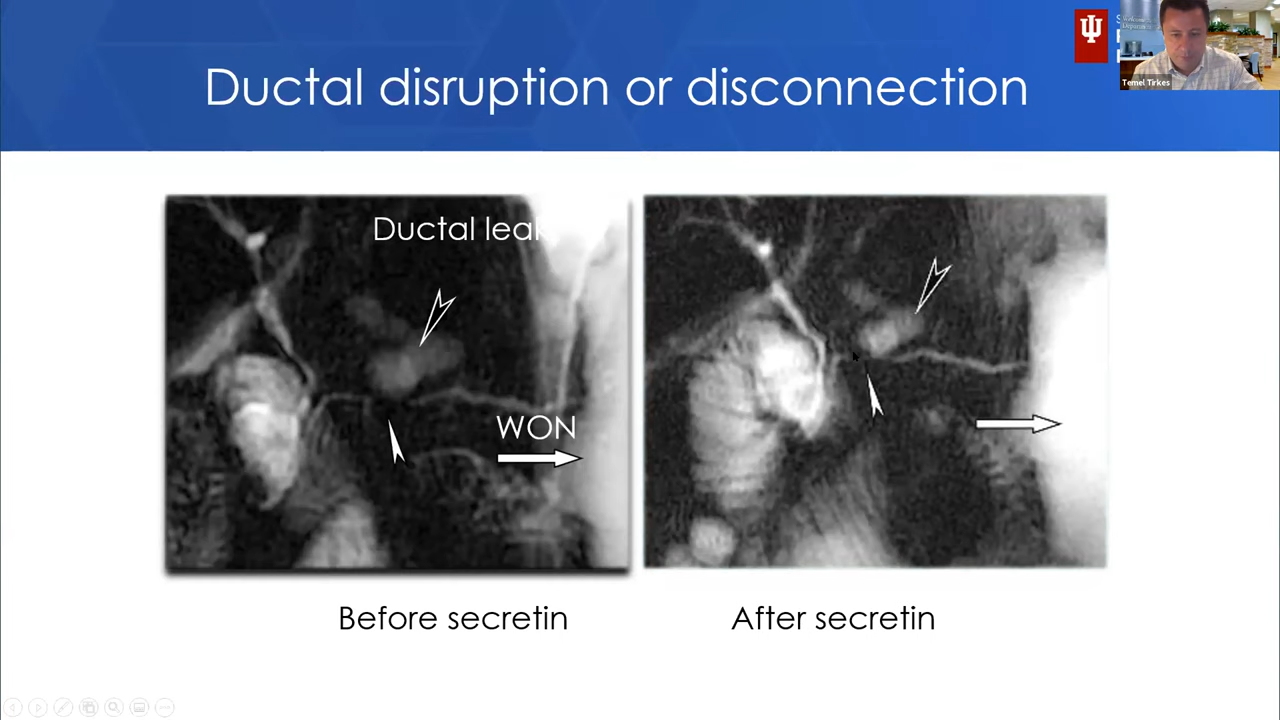 Ductal disruption or disconnection
Temel Tirkes
Ductal leak
WON
Before secretin
After secretin